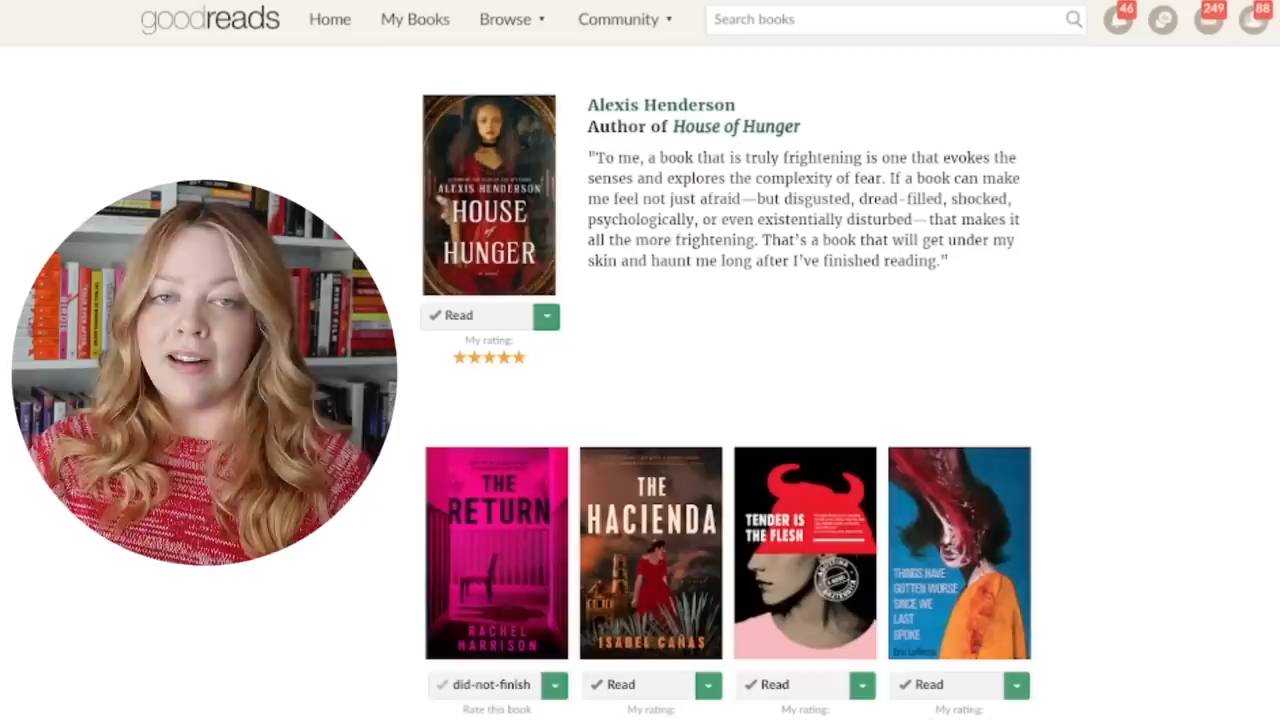 goodreads
Home
My Books
Browse
Community
Search books
46
249
88
Alexis Henderson
Author of House of Hunger
"To me, a book that is truly frightening is one that evokes the
senses and explores the complexity of fear. If a book can make
me feel not just afraid—but disgusted, dread-filled, shocked,
psychologically, or even existentially disturbed—that makes it
all the more frightening. That's a book that will get under my
skin and haunt me long after I've finished reading."
ALEXIS HENDERSON
HOUSE
of
HUNGER
Read
My rating:
THE
RETURN
RACHEL
HARRISON
THE
HACIENDA
ISABEL CAÑAS
TENDER IS
THE FLESH
THINGS HAVE
GOTTEN WORSE
SINCE WE
LAST
SPOKE
Eric LaRocca
did-not-finish
Read
Read
Read
Rate this book
My rating:
My rating:
My rating: